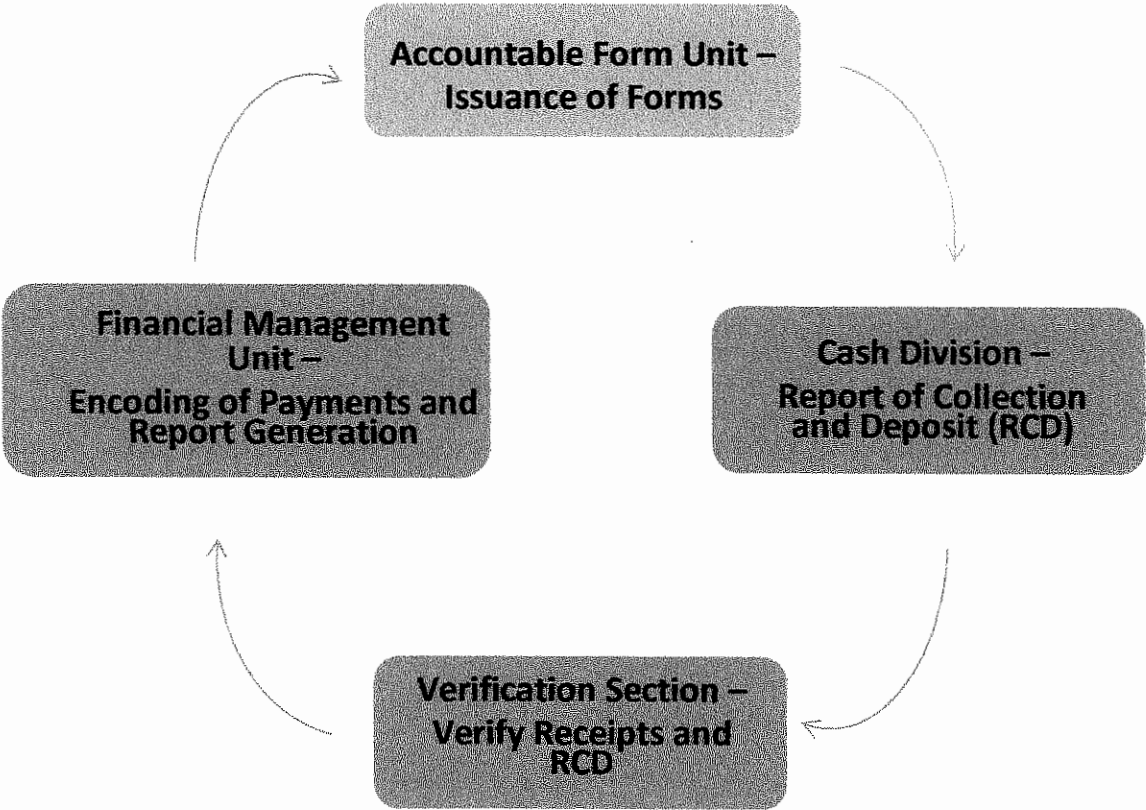 Accountable Form Unit –
Issuance of Forms
Financial Management
Unit –
Encoding of Payments and
Report Generation
Cash Division –
Report of Collection
and Deposit (RCD)
Verification Section –
Verify Receipts and
RCD